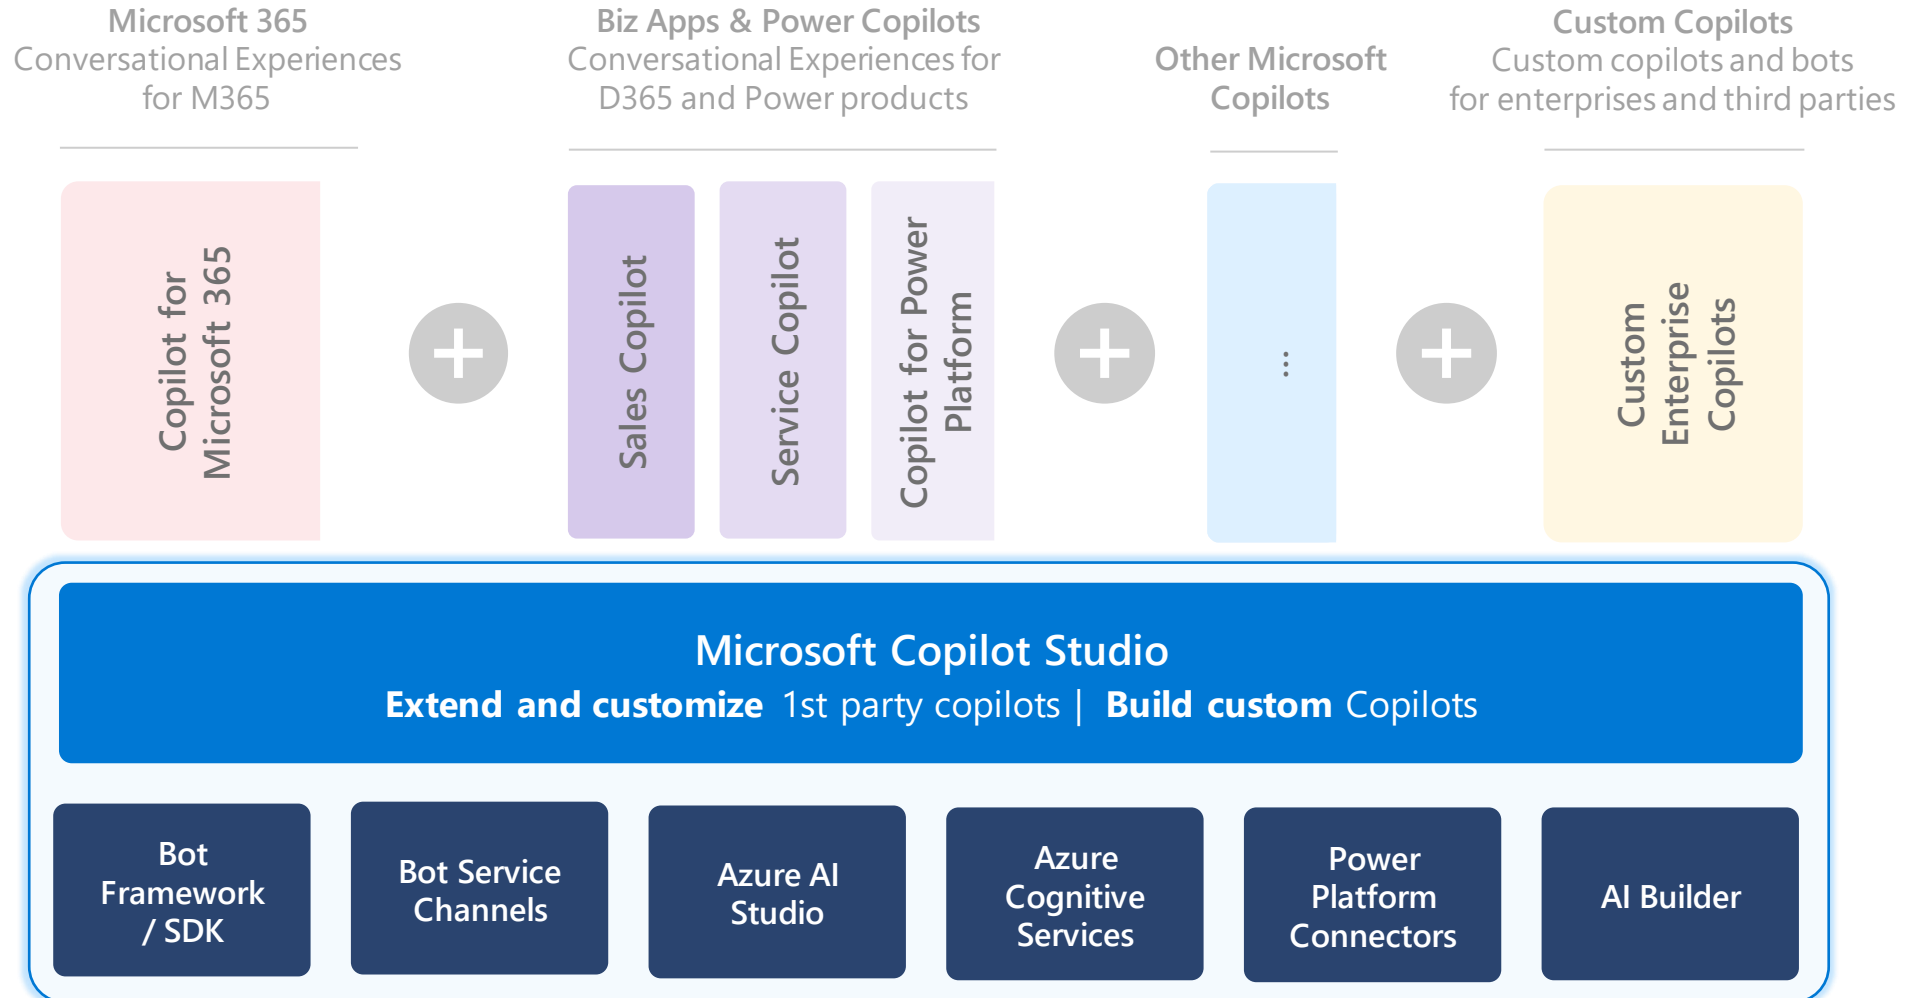 Microsoft 365
Conversational Experiences
for M365
Biz Apps & Power Copilots
Conversational Experiences for
D365 and Power products
Other Microsoft
Copilots
Custom Copilots
Custom copilots and bots
for enterprises and third parties
Copilot for
Microsoft 365
Sales Copilot
Service Copilot
Copilot for Power
Platform
...
Custom
Enterprise
Copilots
Microsoft Copilot Studio
Extend and customize 1st party copilots | Build custom Copilots
Bot
Framework
/ SDK
Bot Service
Channels
Azure AI
Studio
Azure
Cognitive
Services
Power
Platform
Connectors
AI Builder